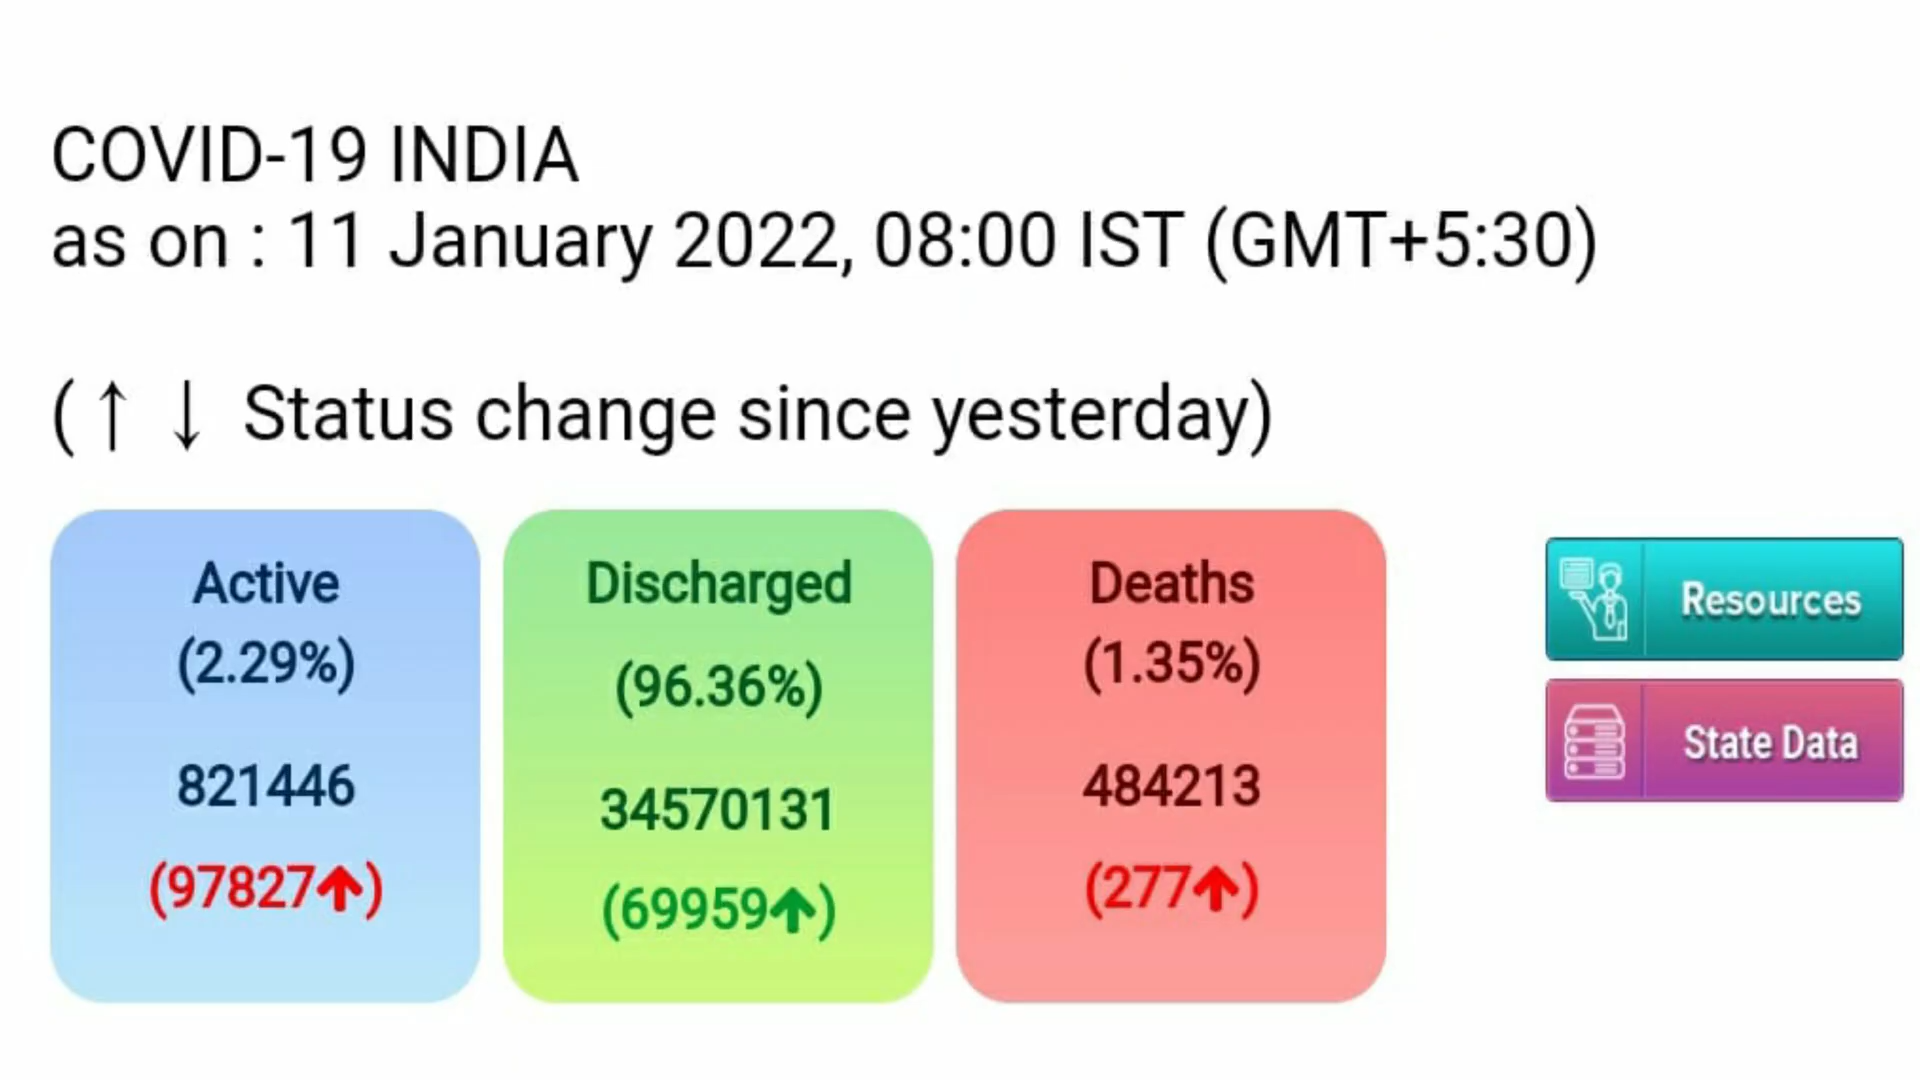 COVID-19 INDIA
as on : 11 January 2022, 08:00 IST (GMT+5:30)
(↑ ↓ Status change since yesterday)
Active
(2.29%)
821446
(97827↑)
Discharged
(96.36%)
34570131
(69959↑)
Deaths
(1.35%)
484213
(277↑)
Resources
State Data